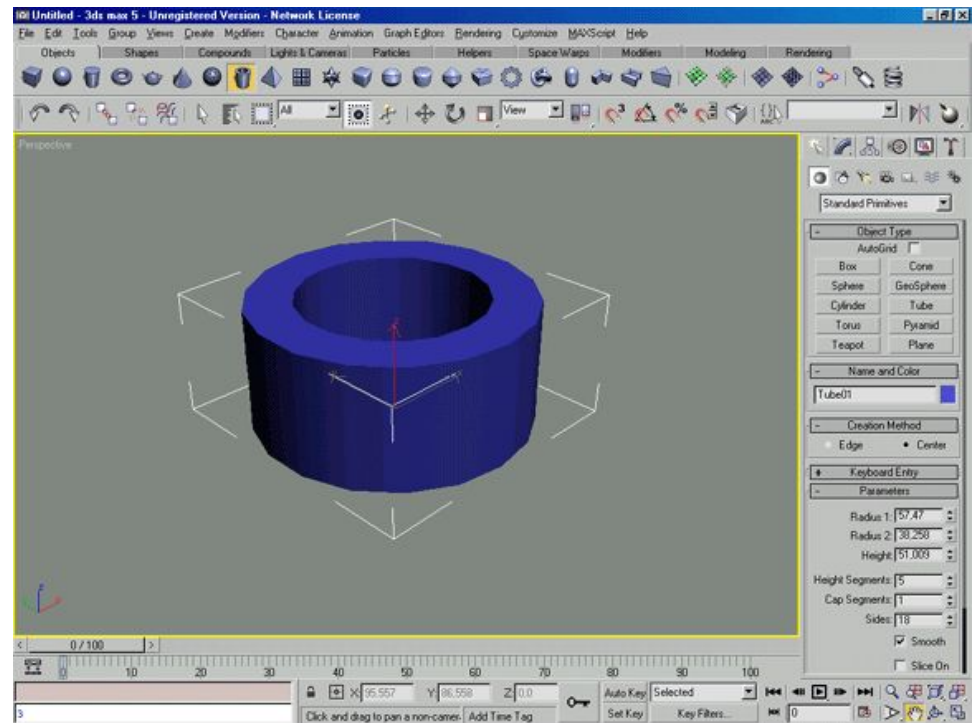 Untitled - 3ds max 5 - Unregistered Version - Network License
File Edit Tools Group Views Create Modifiers Character Animation Graph Editors Rendering Customize MAXScript Help
Objects Shapes Compounds Lights & Cameras Particles Helpers Space Warps Modifiers Modeling Rendering
All View
Perspective
Standard Primitives
- Object Type
AutoGrid
Box Cone
Sphere GeoSphere
Cylinder Tube
Torus Pyramid
Teapot Plane
- Name and Color
Tube01
- Creation Method
Edge Center
+ Keyboard Entry
- Parameters
Radius 1: 57,47
Radius 2: 38,258
Height: 51,009
Height Segments: 5
Cap Segments: 1
Sides: 18
Smooth
Slice On
< 0 / 100 >
0 10 20 30 40 50 60 70 80 90 100
X 95.557 Y 86.558 Z 0.0 Auto Key Selected
3 Click and drag to pan a non-camer Add Time Tag Set Key Key Filters... 0